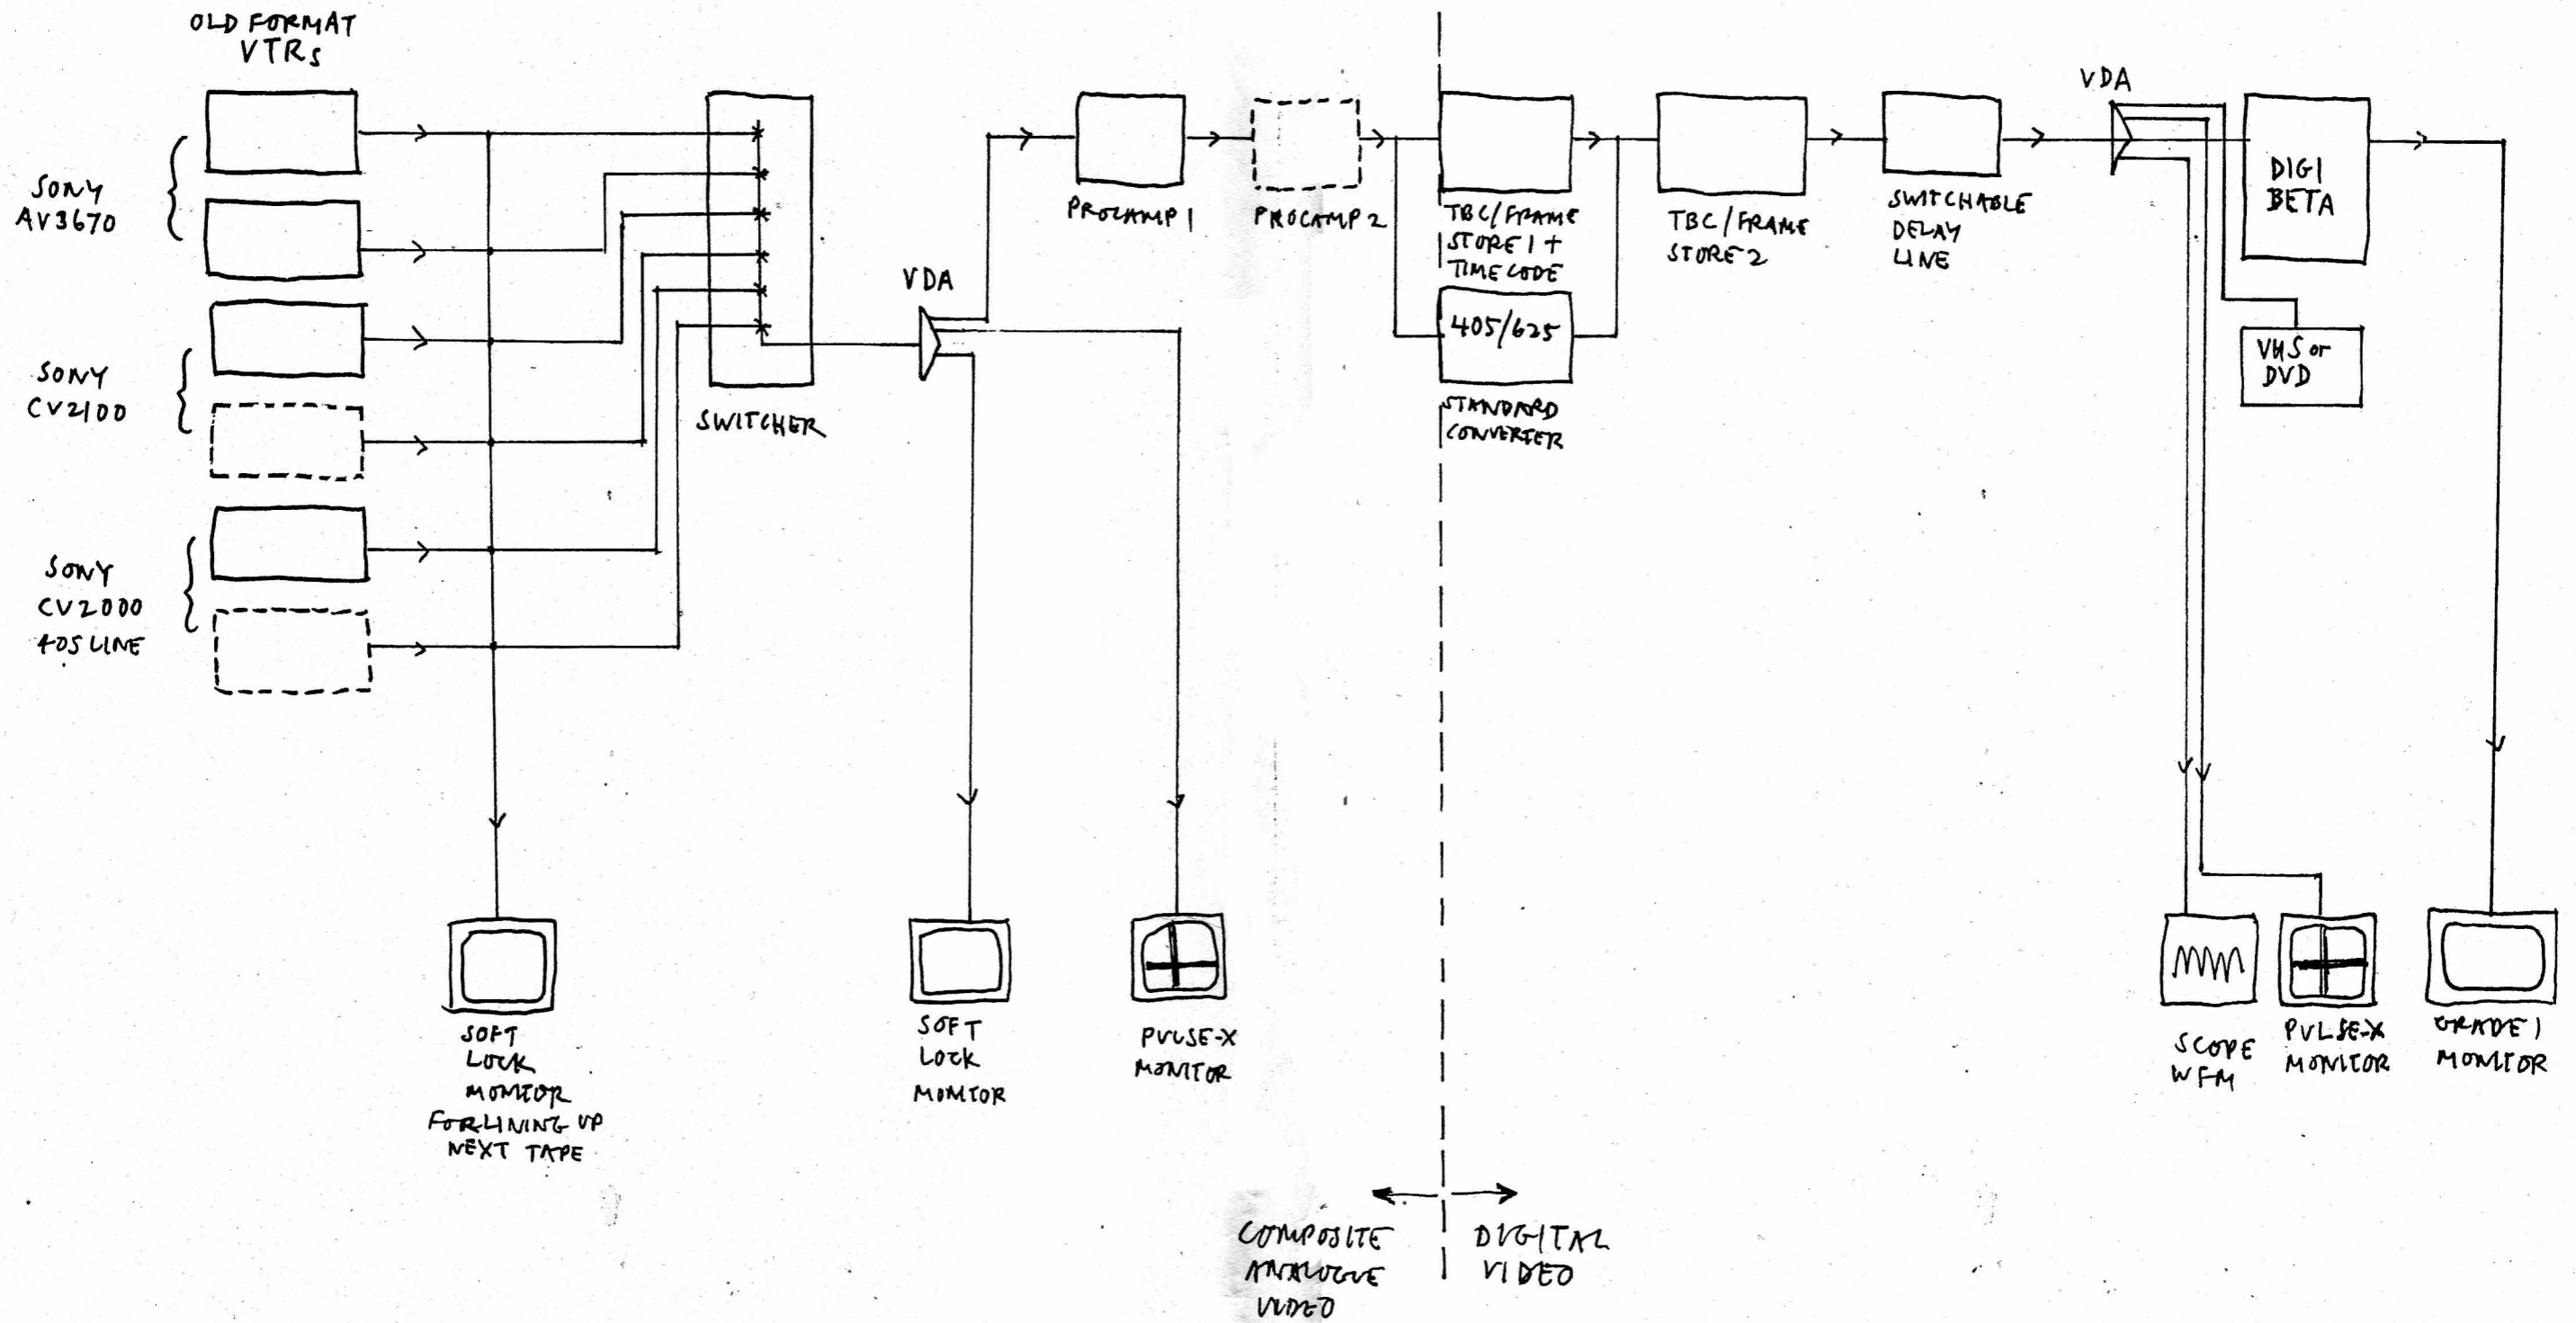 OLD FORMAT
VTRs
SONY
AV3670
SONY
CV2100
SONY
CV2000
405 LINE
SWITCHER
VDA
PROCAMP 1
PROCAMP 2
TBC/FRAME
STORE 1 +
TIME CODE
405/625
STANDARD
CONVERTER
TBC/FRAME
STORE 2
SWITCHABLE
DELAY
LINE
VDA
DIGI
BETA
VHS or
DVD
SOFT
LOCK
MONITOR
FOR LINING UP
NEXT TAPE
SOFT
LOCK
MONITOR
PULSE-X
MONITOR
SCOPE
WFM
PULSE-X
MONITOR
GRADE 1
MONITOR
COMPOSITE
ANALOGUE
VIDEO
DIGITAL
VIDEO